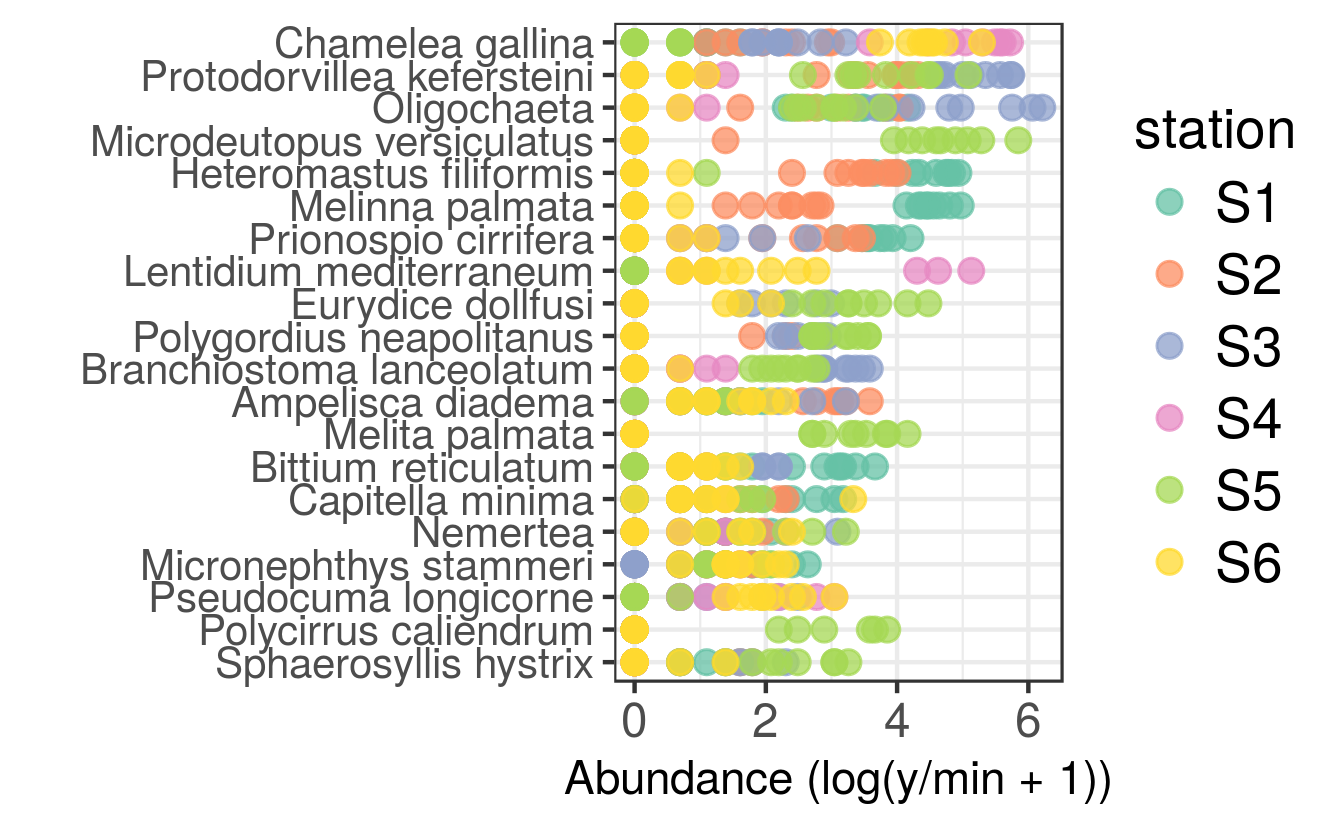 Chamelea gallina
Protodorvillea kefersteini
Oligochaeta
Microdeutopus versiculatus
Heteromastus filiformis
Melinna palmata
Prionospio cirrifera
Lentidium mediterraneum
Eurydice dollfusi
Polygordius neapolitanus
Branchiostoma lanceolatum
Ampelisca diadema
Melita palmata
Bittium reticulatum
Capitella minima
Nemertea
Micronephthys stammeri
Pseudocuma longicorne
Polycirrus caliendrum
Sphaerosyllis hystrix
0 2 4 6
Abundance (log(y/min + 1))
station
S1
S2
S3
S4
S5
S6